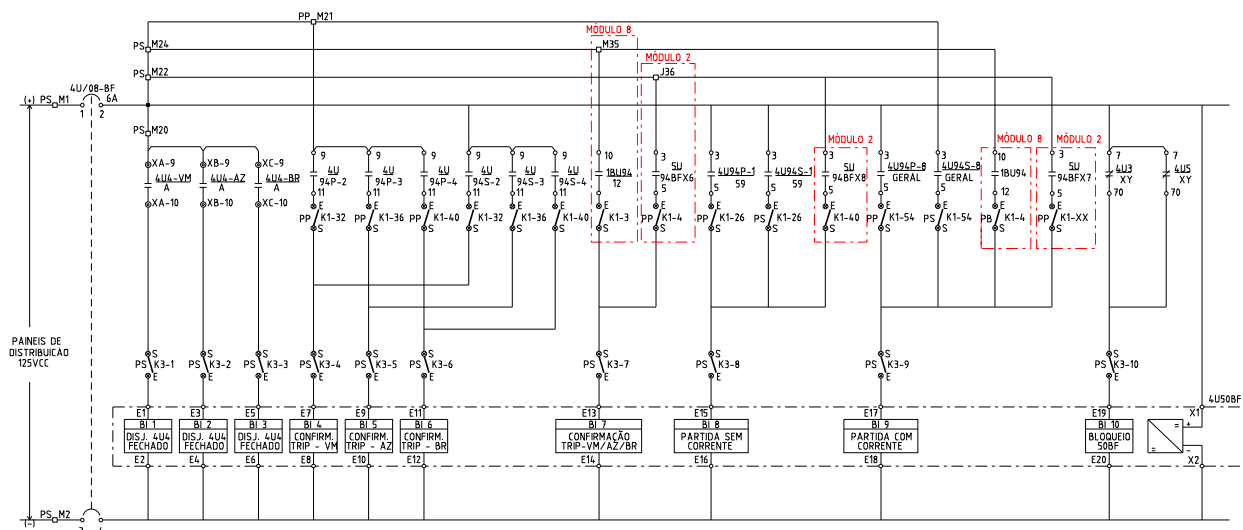 PP M21
MÓDULO 8
PS M24
M35
MÓDULO 2
PS M22
J36
4U/08-BF
6A
(+) PS M1
1 2
PS M20
MÓDULO 2
MÓDULO 8
MÓDULO 2
XA-9 XB-9 XC-9
9 9 9 9 9 9 10 3 3 3 3 3 3 10 3 7 7
4U4-VM
A
4U4-AZ
A
4U4-BR
A
4U
94P-2
4U
94P-3
4U
94P-4
4U
94S-2
4U
94S-3
4U
94S-4
1BU94
12
5U
94BFX6
4U94P-1
59
4U94S-1
59
5U
94BFX8
4U94P-8
GERAL
4U94S-8
GERAL
1BU94
5U
94BFX7
4U3
XY
4U5
XY
XA-10 XB-10 XC-10
11 11 11 11 11 11 5 5 5 5 5 12 5 70 70
E E E E E E E E E E E E E E E
PP K1-32
PP K1-36
PP K1-40
K1-32
K1-36
K1-40
K1-3
PP K1-4
PP K1-26
PS K1-26
K1-40
PP K1-54
PS K1-54
PB K1-4
PP K1-XX
S S S S S S S S S S S S S S S
PAINEIS DE
DISTRIBUICÃO
125VCC
S S S S S S S S S S
PS K3-1
PS K3-2
PS K3-3
PS K3-4
PS K3-5
PS K3-6
PS K3-7
PS K3-8
PS K3-9
PS K3-10
E E E E E E E E E E
E1 E3 E5 E7 E9 E11 E13 E15 E17 E19 X1 4U50BF
BI 1
DISJ. 4U4
FECHADO
BI 2
DISJ. 4U4
FECHADO
BI 3
DISJ. 4U4
FECHADO
BI 4
CONFIRM.
TRIP - VM
BI 5
CONFIRM.
TRIP - AZ
BI 6
CONFIRM.
TRIP - BR
BI 7
CONFIRMAÇÃO
TRIP-VM/AZ/BR
BI 8
PARTIDA SEM
CORRENTE
BI 9
PARTIDA COM
CORRENTE
BI 10
BLOQUEIO
50BF
= +
= -
E2 E4 E6 E8 E10 E12 E14 E16 E18 E20 X2
(-) PS M2